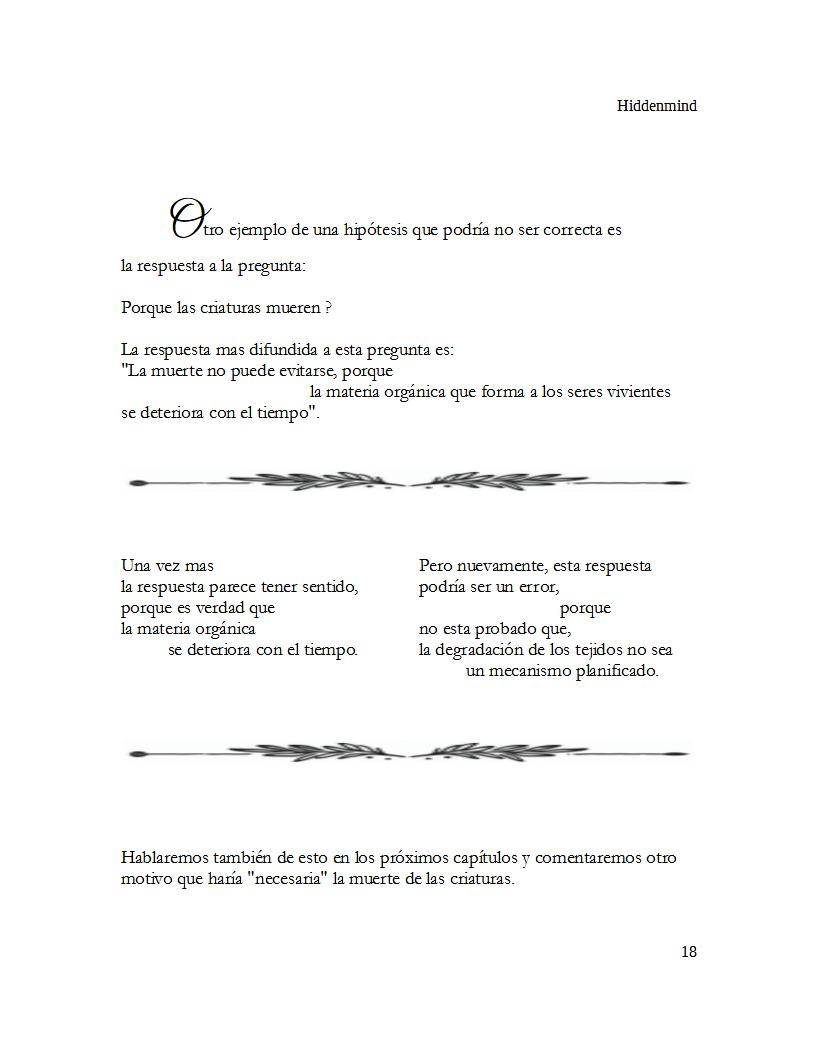 Hiddenmind
Otro ejemplo de una hipótesis que podría no ser correcta es
la respuesta a la pregunta:
Porque las criaturas mueren ?
La respuesta mas difundida a esta pregunta es:
"La muerte no puede evitarse, porque
la materia orgánica que forma a los seres vivientes
se deteriora con el tiempo".
Una vez mas
la respuesta parece tener sentido,
porque es verdad que
la materia orgánica
se deteriora con el tiempo.
Pero nuevamente, esta respuesta
podría ser un error,
porque
no esta probado que,
la degradación de los tejidos no sea
un mecanismo planificado.
Hablaremos también de esto en los próximos capítulos y comentaremos otro
motivo que haría "necesaria" la muerte de las criaturas.
18